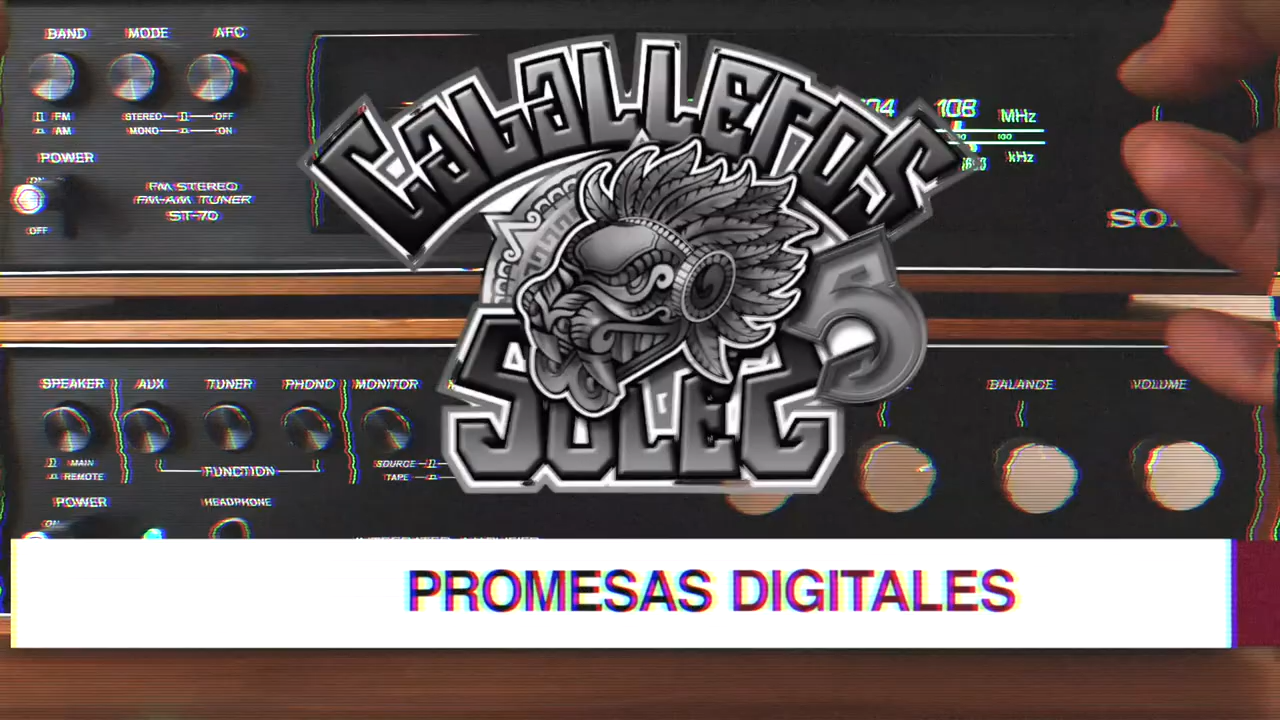 BAND MODE AFC
FM
AM
STEREO OFF
MONO ON
POWER
ON
OFF
FM STEREO
FM-AM TUNER
ST-70
CABALLEROS
5
SOLES
108 MHz
kHz
SPEAKER AUX TUNER PHONO MONITOR
BALANCE VOLUME
MAIN
REMOTE
FUNCTION
SOURCE
TAPE
POWER
ON
HEADPHONE
PROMESAS DIGITALES